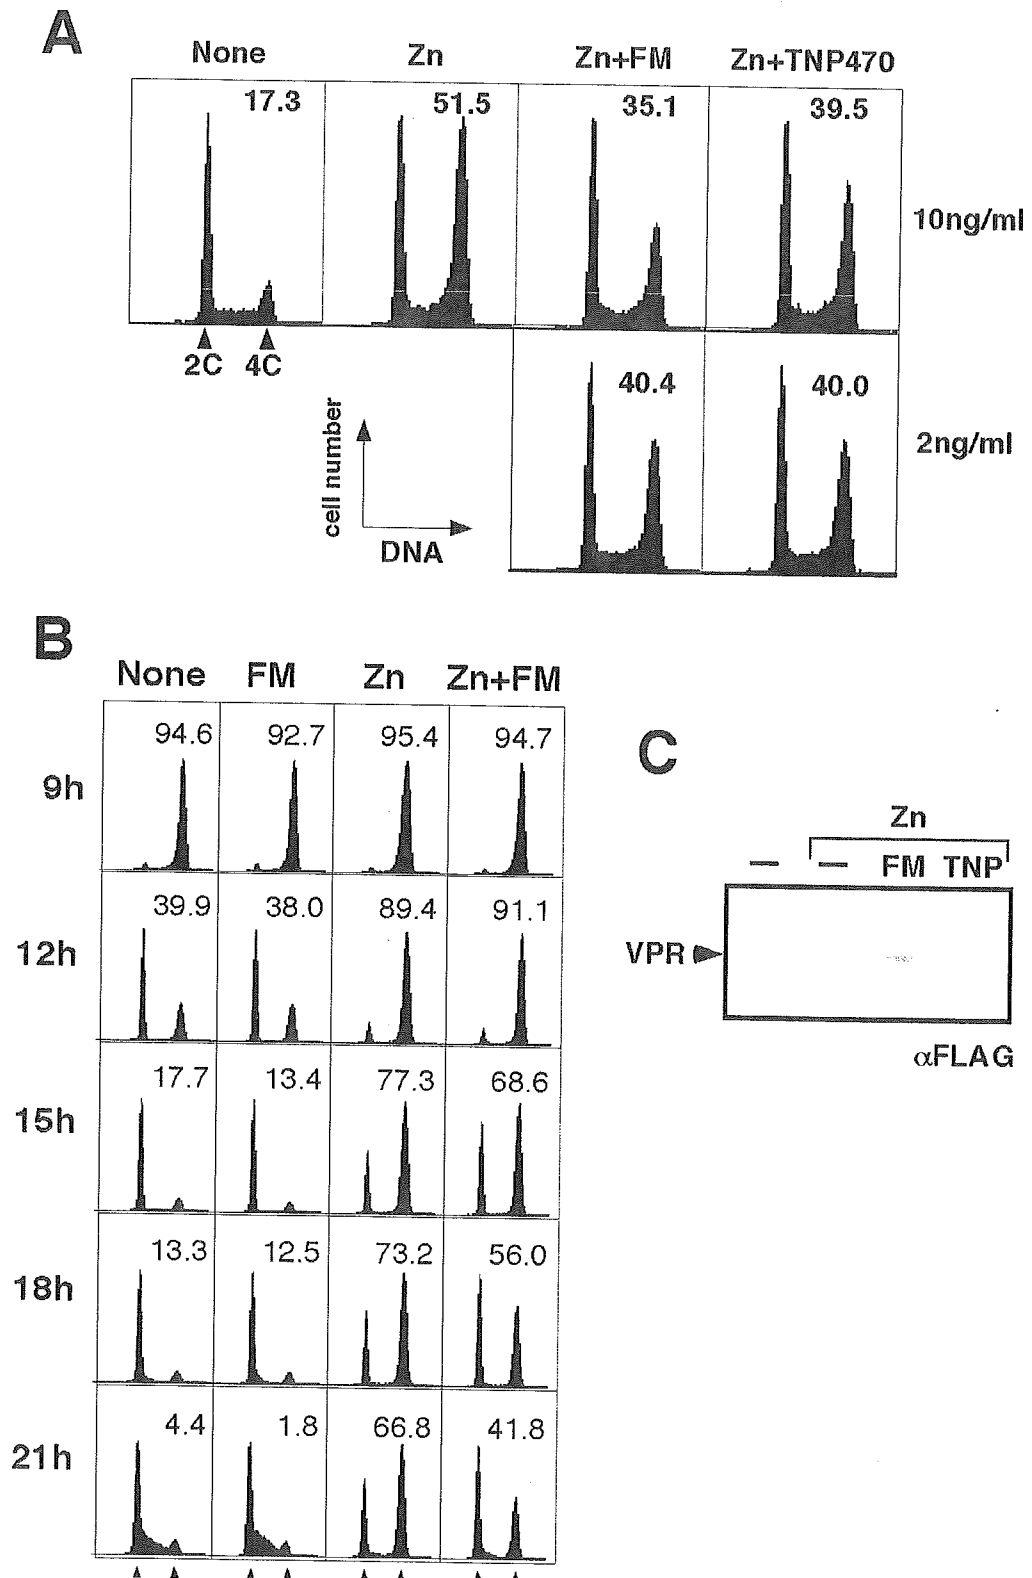 A
None Zn Zn+FM Zn+TNP470
17.3 51.5 35.1 39.5
10ng/ml
2C 4C
40.4 40.0
2ng/ml
cell number
DNA
B
None FM Zn Zn+FM
9h 94.6 92.7 95.4 94.7
12h 39.9 38.0 89.4 91.1
15h 17.7 13.4 77.3 68.6
18h 13.3 12.5 73.2 56.0
21h 4.4 1.8 66.8 41.8
C
Zn
— — FM TNP
VPR
αFLAG